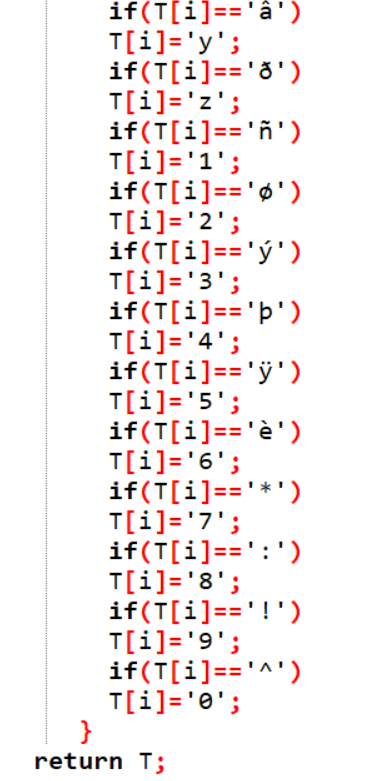 if(T[i]=='â')
T[i]='y';
if(T[i]=='ð')
T[i]='z';
if(T[i]=='ñ')
T[i]='1';
if(T[i]=='ø')
T[i]='2';
if(T[i]=='ý')
T[i]='3';
if(T[i]=='þ')
T[i]='4';
if(T[i]=='ÿ')
T[i]='5';
if(T[i]=='è')
T[i]='6';
if(T[i]=='*')
T[i]='7';
if(T[i]==':')
T[i]='8';
if(T[i]=='!')
T[i]='9';
if(T[i]=='^')
T[i]='0';
}
return T;